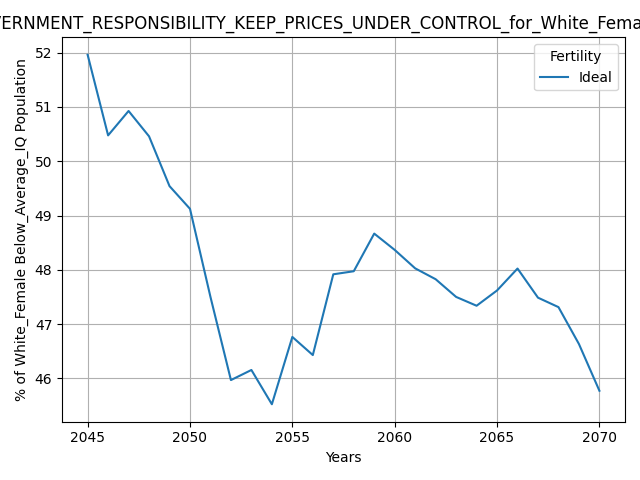 VERNMENT_RESPONSIBILITY_KEEP_PRICES_UNDER_CONTROL_for_White_Fema
Fertility
Ideal
% of White_Female Below_Average_IQ Population
52
51
50
49
48
47
46
2045
2050
2055
2060
2065
2070
Years